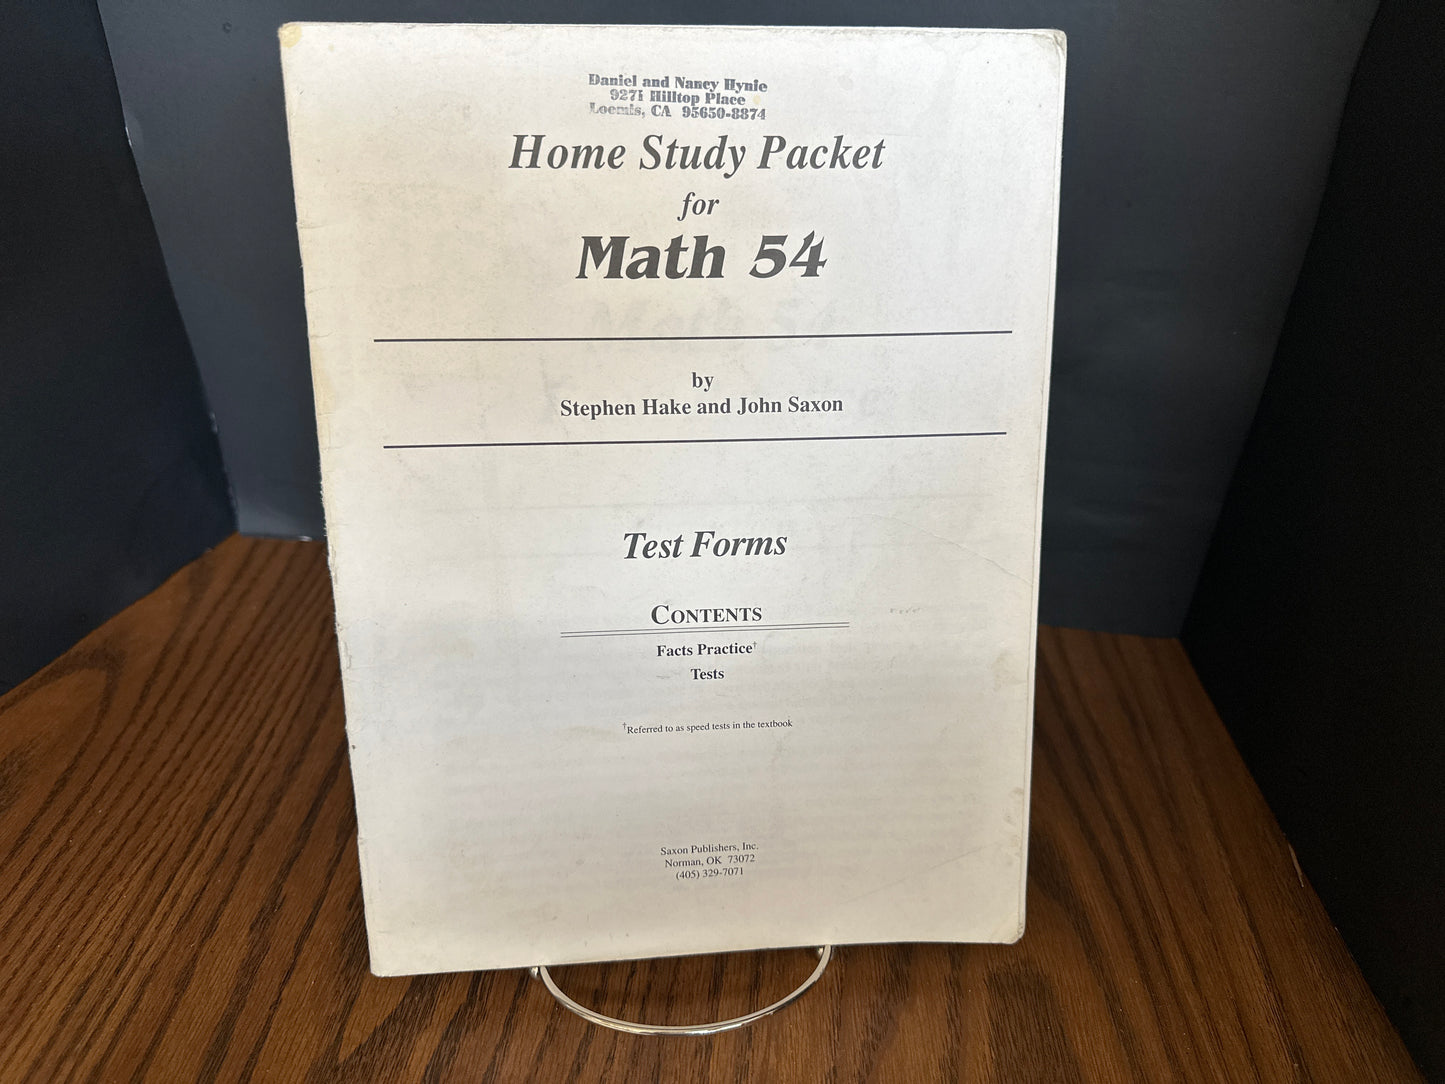 Daniel and Nancy Hynie
9271 Hilltop Place
Loomis, CA 95650-8874
Home Study Packet
for
Math 54
by
Stephen Hake and John Saxon
Test Forms
CONTENTS
Facts Practice†
Tests
†Referred to as speed tests in the textbook
Saxon Publishers, Inc.
Norman, OK 73072
(405) 329-7071